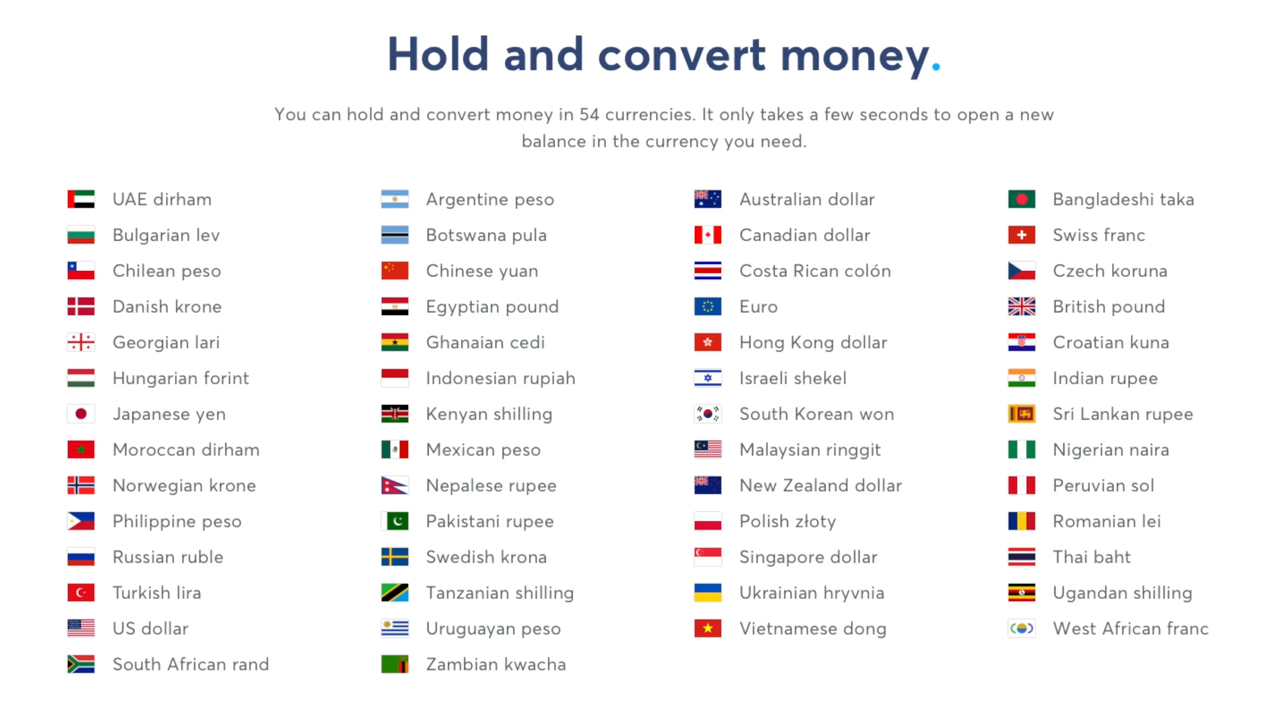 Hold and convert money.
You can hold and convert money in 54 currencies. It only takes a few seconds to open a new
balance in the currency you need.
UAE dirham
Argentine peso
Australian dollar
Bangladeshi taka
Bulgarian lev
Botswana pula
Canadian dollar
Swiss franc
Chilean peso
Chinese yuan
Costa Rican colón
Czech koruna
Danish krone
Egyptian pound
Euro
British pound
Georgian lari
Ghanaian cedi
Hong Kong dollar
Croatian kuna
Hungarian forint
Indonesian rupiah
Israeli shekel
Indian rupee
Japanese yen
Kenyan shilling
South Korean won
Sri Lankan rupee
Moroccan dirham
Mexican peso
Malaysian ringgit
Nigerian naira
Norwegian krone
Nepalese rupee
New Zealand dollar
Peruvian sol
Philippine peso
Pakistani rupee
Polish złoty
Romanian lei
Russian ruble
Swedish krona
Singapore dollar
Thai baht
Turkish lira
Tanzanian shilling
Ukrainian hryvnia
Ugandan shilling
US dollar
Uruguayan peso
Vietnamese dong
West African franc
South African rand
Zambian kwacha